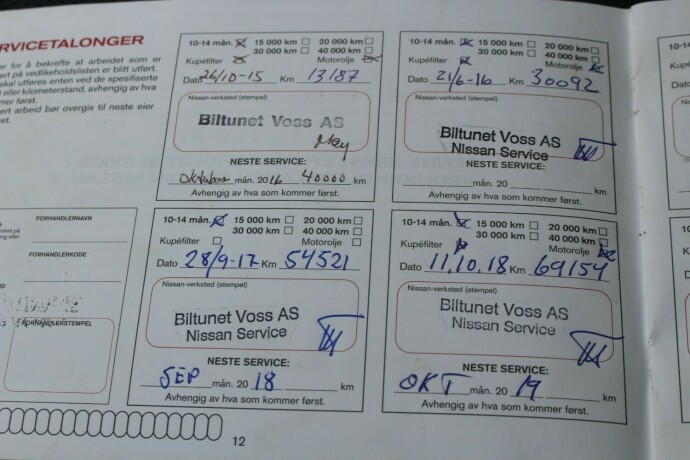 RVICETALONGER
er for å bekrefte at arbeidet som er
ert på vedlikeholdslisten er blitt utført.
skal utføres enten ved de spesifiserte
l eller kilometerstand, avhengig av hva
mer først.
ert arbeid bør overgis til neste eier
et.
10-14 mån. 15 000 km 20 000 km
30 000 km 40 000 km
Kupéfilter Motorolje
Dato 26/10-15 Km 13187
Nissan-verksted (stempel)
Biltunet Voss AS
NESTE SERVICE:
Oktober mån. 2016 40000 km
Avhengig av hva som kommer først.
10-14 mån. 15 000 km 20 000 km
30 000 km 40 000 km
Kupéfilter Motorolje
Dato 21/6-16 Km 30092
Nissan-verksted (stempel)
Biltunet Voss AS
Nissan Service
NESTE SERVICE:
mån. 20 km
Avhengig av hva som kommer først.
FORHANDLERNAVN
FORHANDLERKODE
FORHANDLERSTEMPEL
10-14 mån. 15 000 km 20 000 km
30 000 km 40 000 km
Kupéfilter Motorolje
Dato 28/9-17 Km 54521
Nissan-verksted (stempel)
Biltunet Voss AS
Nissan Service
NESTE SERVICE:
SEP mån. 20 18 km
Avhengig av hva som kommer først.
10-14 mån. 15 000 km 20 000 km
30 000 km 40 000 km
Kupéfilter Motorolje
Dato 11.10.18 Km 69154
Nissan-verksted (stempel)
Biltunet Voss AS
Nissan Service
NESTE SERVICE:
OKT mån. 20 19 km
Avhengig av hva som kommer først.
12